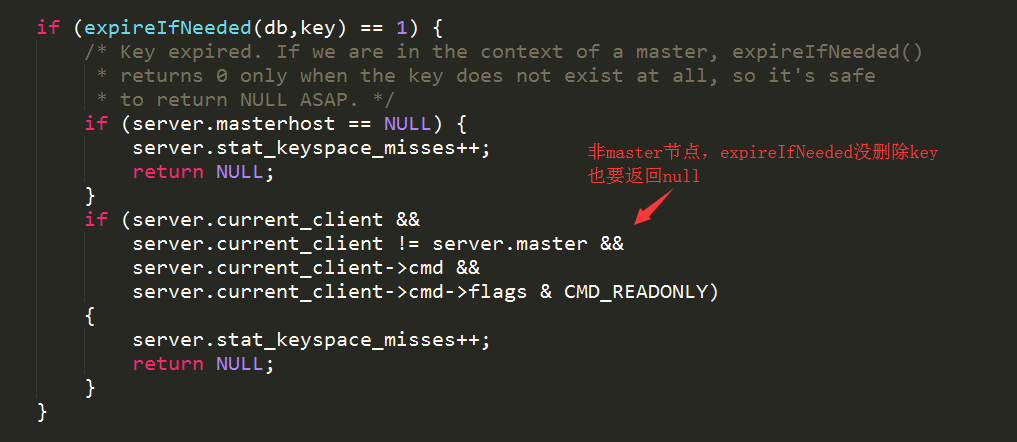 if (expireIfNeeded(db,key) == 1) {
    /* Key expired. If we are in the context of a master, expireIfNeeded()
     * returns 0 only when the key does not exist at all, so it's safe
     * to return NULL ASAP. */
    if (server.masterhost == NULL) {
        server.stat_keyspace_misses++;
        return NULL;
    }
    if (server.current_client &&
        server.current_client != server.master &&
        server.current_client->cmd &&
        server.current_client->cmd->flags & CMD_READONLY)
    {
        server.stat_keyspace_misses++;
        return NULL;
    }
}
非master节点，expireIfNeeded没删除key
也要返回null